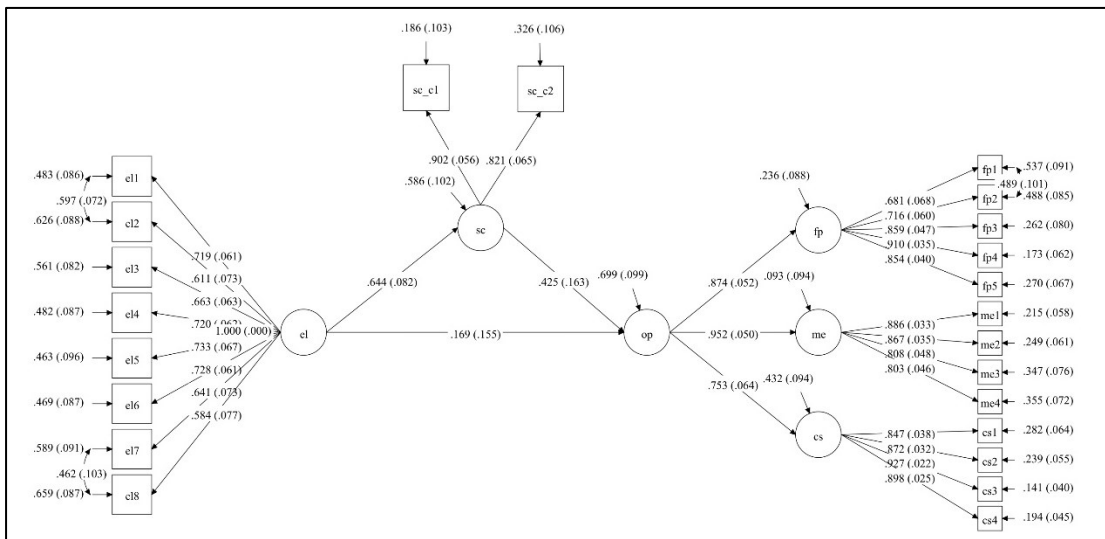 .186 (.103)
.326 (.106)
sc_c1
sc_c2
.902 (.056)
.821 (.065)
.586 (.102)
sc
.483 (.086)
el1
.597 (.072)
.626 (.088)
el2
.561 (.082)
el3
.482 (.087)
el4
.463 (.096)
el5
.469 (.087)
el6
.589 (.091)
el7
.462 (.103)
.659 (.087)
el8
.719 (.061)
.611 (.073)
.663 (.063)
.720 (.062)
1.000 (.000)
.733 (.067)
.728 (.061)
.641 (.073)
.584 (.077)
el
.644 (.082)
.425 (.163)
.169 (.155)
.699 (.099)
op
.874 (.052)
.952 (.050)
.753 (.064)
.236 (.088)
fp
.093 (.094)
me
.432 (.094)
cs
.681 (.068)
.716 (.060)
.859 (.047)
.910 (.035)
.854 (.040)
fp1
.537 (.091)
.489 (.101)
fp2
.488 (.085)
fp3
.262 (.080)
fp4
.173 (.062)
fp5
.270 (.067)
.886 (.033)
.867 (.035)
.808 (.048)
.803 (.046)
me1
.215 (.058)
me2
.249 (.061)
me3
.347 (.076)
me4
.355 (.072)
.847 (.038)
.872 (.032)
.927 (.022)
.898 (.025)
cs1
.282 (.064)
cs2
.239 (.055)
cs3
.141 (.040)
cs4
.194 (.045)